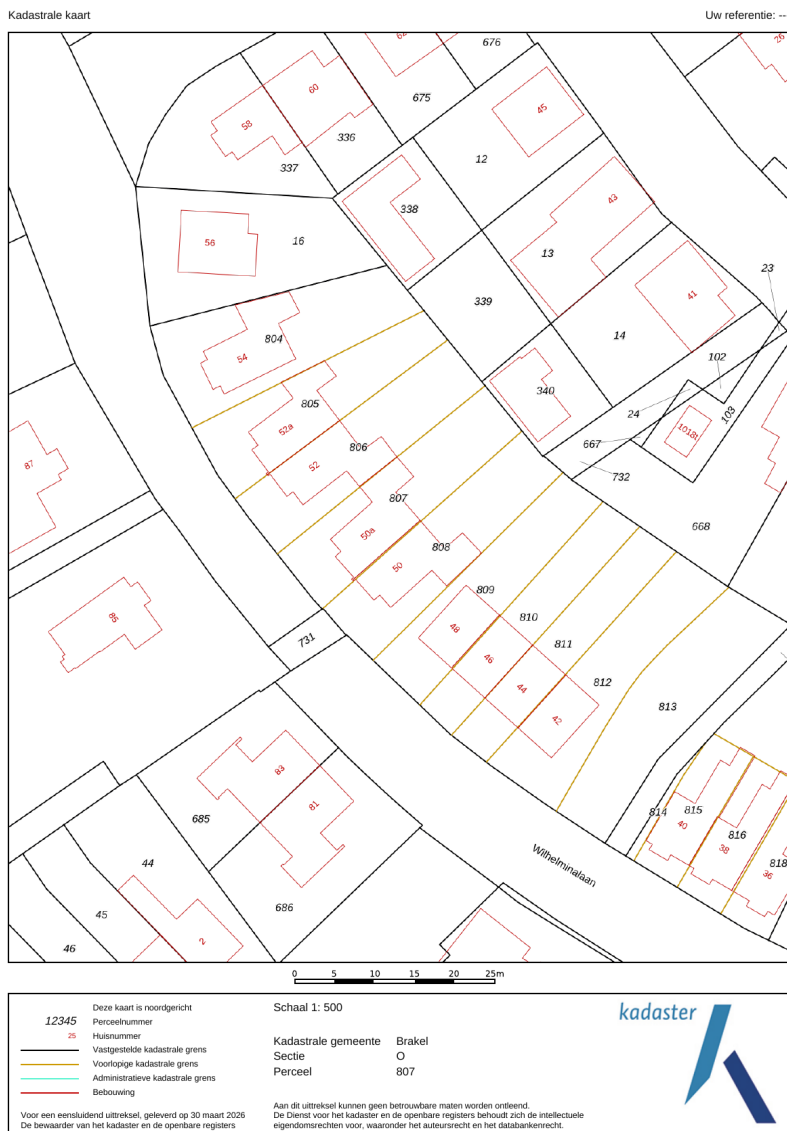 Kadastrale kaart
Uw referentie: --
62
676
26
60
675
45
58
336
12
337
43
338
56
16
13
23
339
41
14
804
54
102
340
805
24
103
52a
1018t
806
667
52
87
732
807
50a
668
808
50
809
85
48
810
731
811
46
812
44
813
42
83
81
685
814
815
40
816
38
818
36
Wilhelminalaan
44
686
45
2
46
0 5 10 15 20 25m
Deze kaart is noordgericht
12345 Perceelnummer
25 Huisnummer
Vastgestelde kadastrale grens
Voorlopige kadastrale grens
Administratieve kadastrale grens
Bebouwing
Voor een eensluidend uittreksel, geleverd op 30 maart 2026
De bewaarder van het kadaster en de openbare registers
Schaal 1: 500
Kadastrale gemeente Brakel
Sectie O
Perceel 807
Aan dit uittreksel kunnen geen betrouwbare maten worden ontleend.
De Dienst voor het kadaster en de openbare registers behoudt zich de intellectuele
eigendomsrechten voor, waaronder het auteursrecht en het databankenrecht.
kadaster